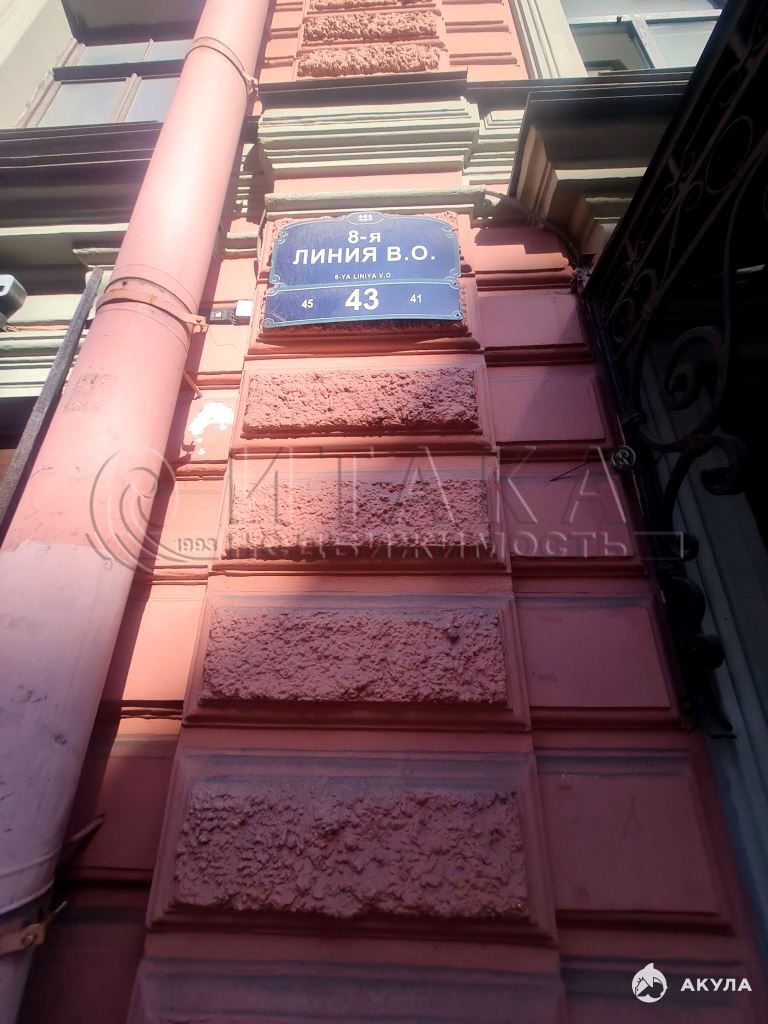 8-я
ЛИНИЯ В.О.
8-YA LINIYA V.O.
45 43 41
ИТАКА®
1993 НЕДВИЖИМОСТЬ
АКУЛА